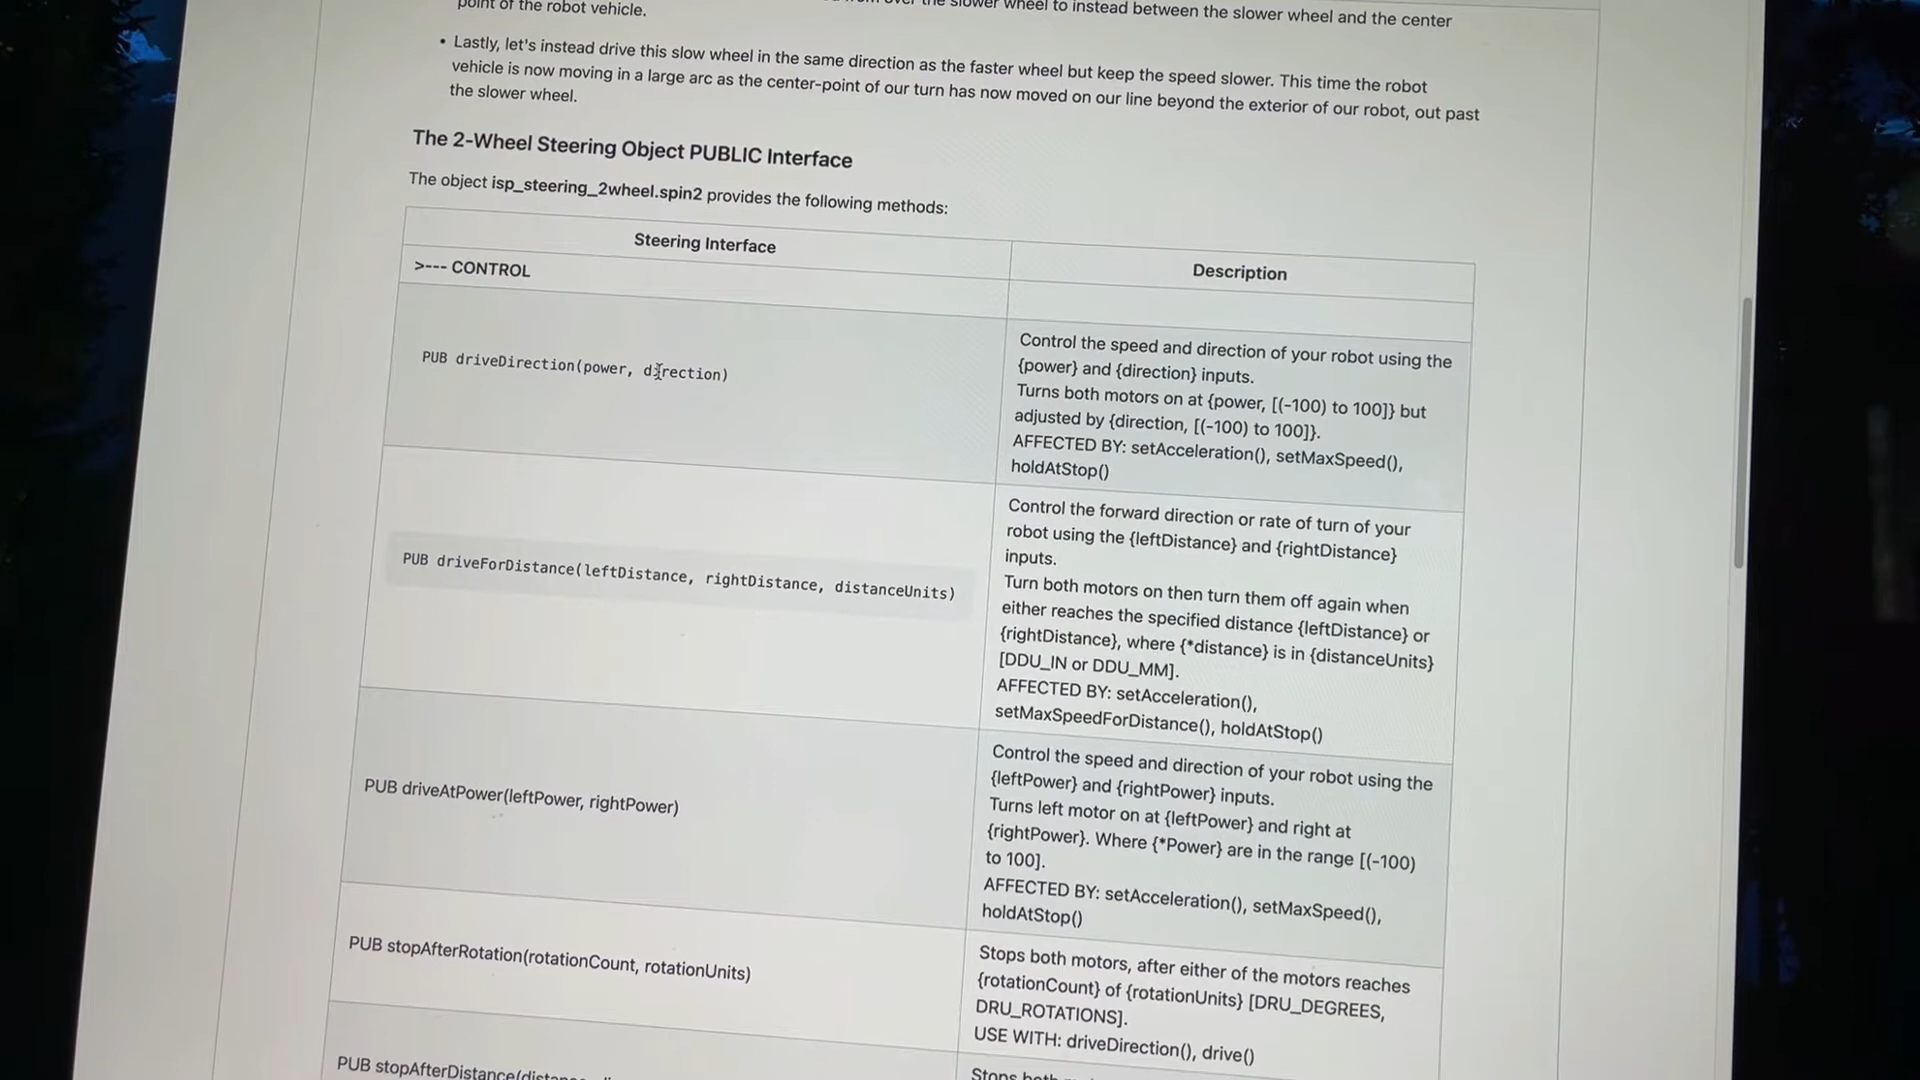 slower wheel to instead between the slower wheel and the center
point of the robot vehicle.
• Lastly, let's instead drive this slow wheel in the same direction as the faster wheel but keep the speed slower. This time the robot
vehicle is now moving in a large arc as the center-point of our turn has now moved on our line beyond the exterior of our robot, out past
the slower wheel.
The 2-Wheel Steering Object PUBLIC Interface
The object isp_steering_2wheel.spin2 provides the following methods:
Steering Interface
Description
>--- CONTROL
PUB driveDirection(power, direction)
Control the speed and direction of your robot using the
{power} and {direction} inputs.
Turns both motors on at {power, [(-100) to 100]} but
adjusted by {direction, [(-100) to 100]}.
AFFECTED BY: setAcceleration(), setMaxSpeed(),
holdAtStop()
PUB driveForDistance(leftDistance, rightDistance, distanceUnits)
Control the forward direction or rate of turn of your
robot using the {leftDistance} and {rightDistance}
inputs.
Turn both motors on then turn them off again when
either reaches the specified distance {leftDistance} or
{rightDistance}, where {*distance} is in {distanceUnits}
[DDU_IN or DDU_MM].
AFFECTED BY: setAcceleration(),
setMaxSpeedForDistance(), holdAtStop()
PUB driveAtPower(leftPower, rightPower)
Control the speed and direction of your robot using the
{leftPower} and {rightPower} inputs.
Turns left motor on at {leftPower} and right at
{rightPower}. Where {*Power} are in the range [(-100)
to 100].
AFFECTED BY: setAcceleration(), setMaxSpeed(),
holdAtStop()
PUB stopAfterRotation(rotationCount, rotationUnits)
Stops both motors, after either of the motors reaches
{rotationCount} of {rotationUnits} [DRU_DEGREES,
DRU_ROTATIONS].
USE WITH: driveDirection(), drive()
PUB stopAfterDistance(
Stops